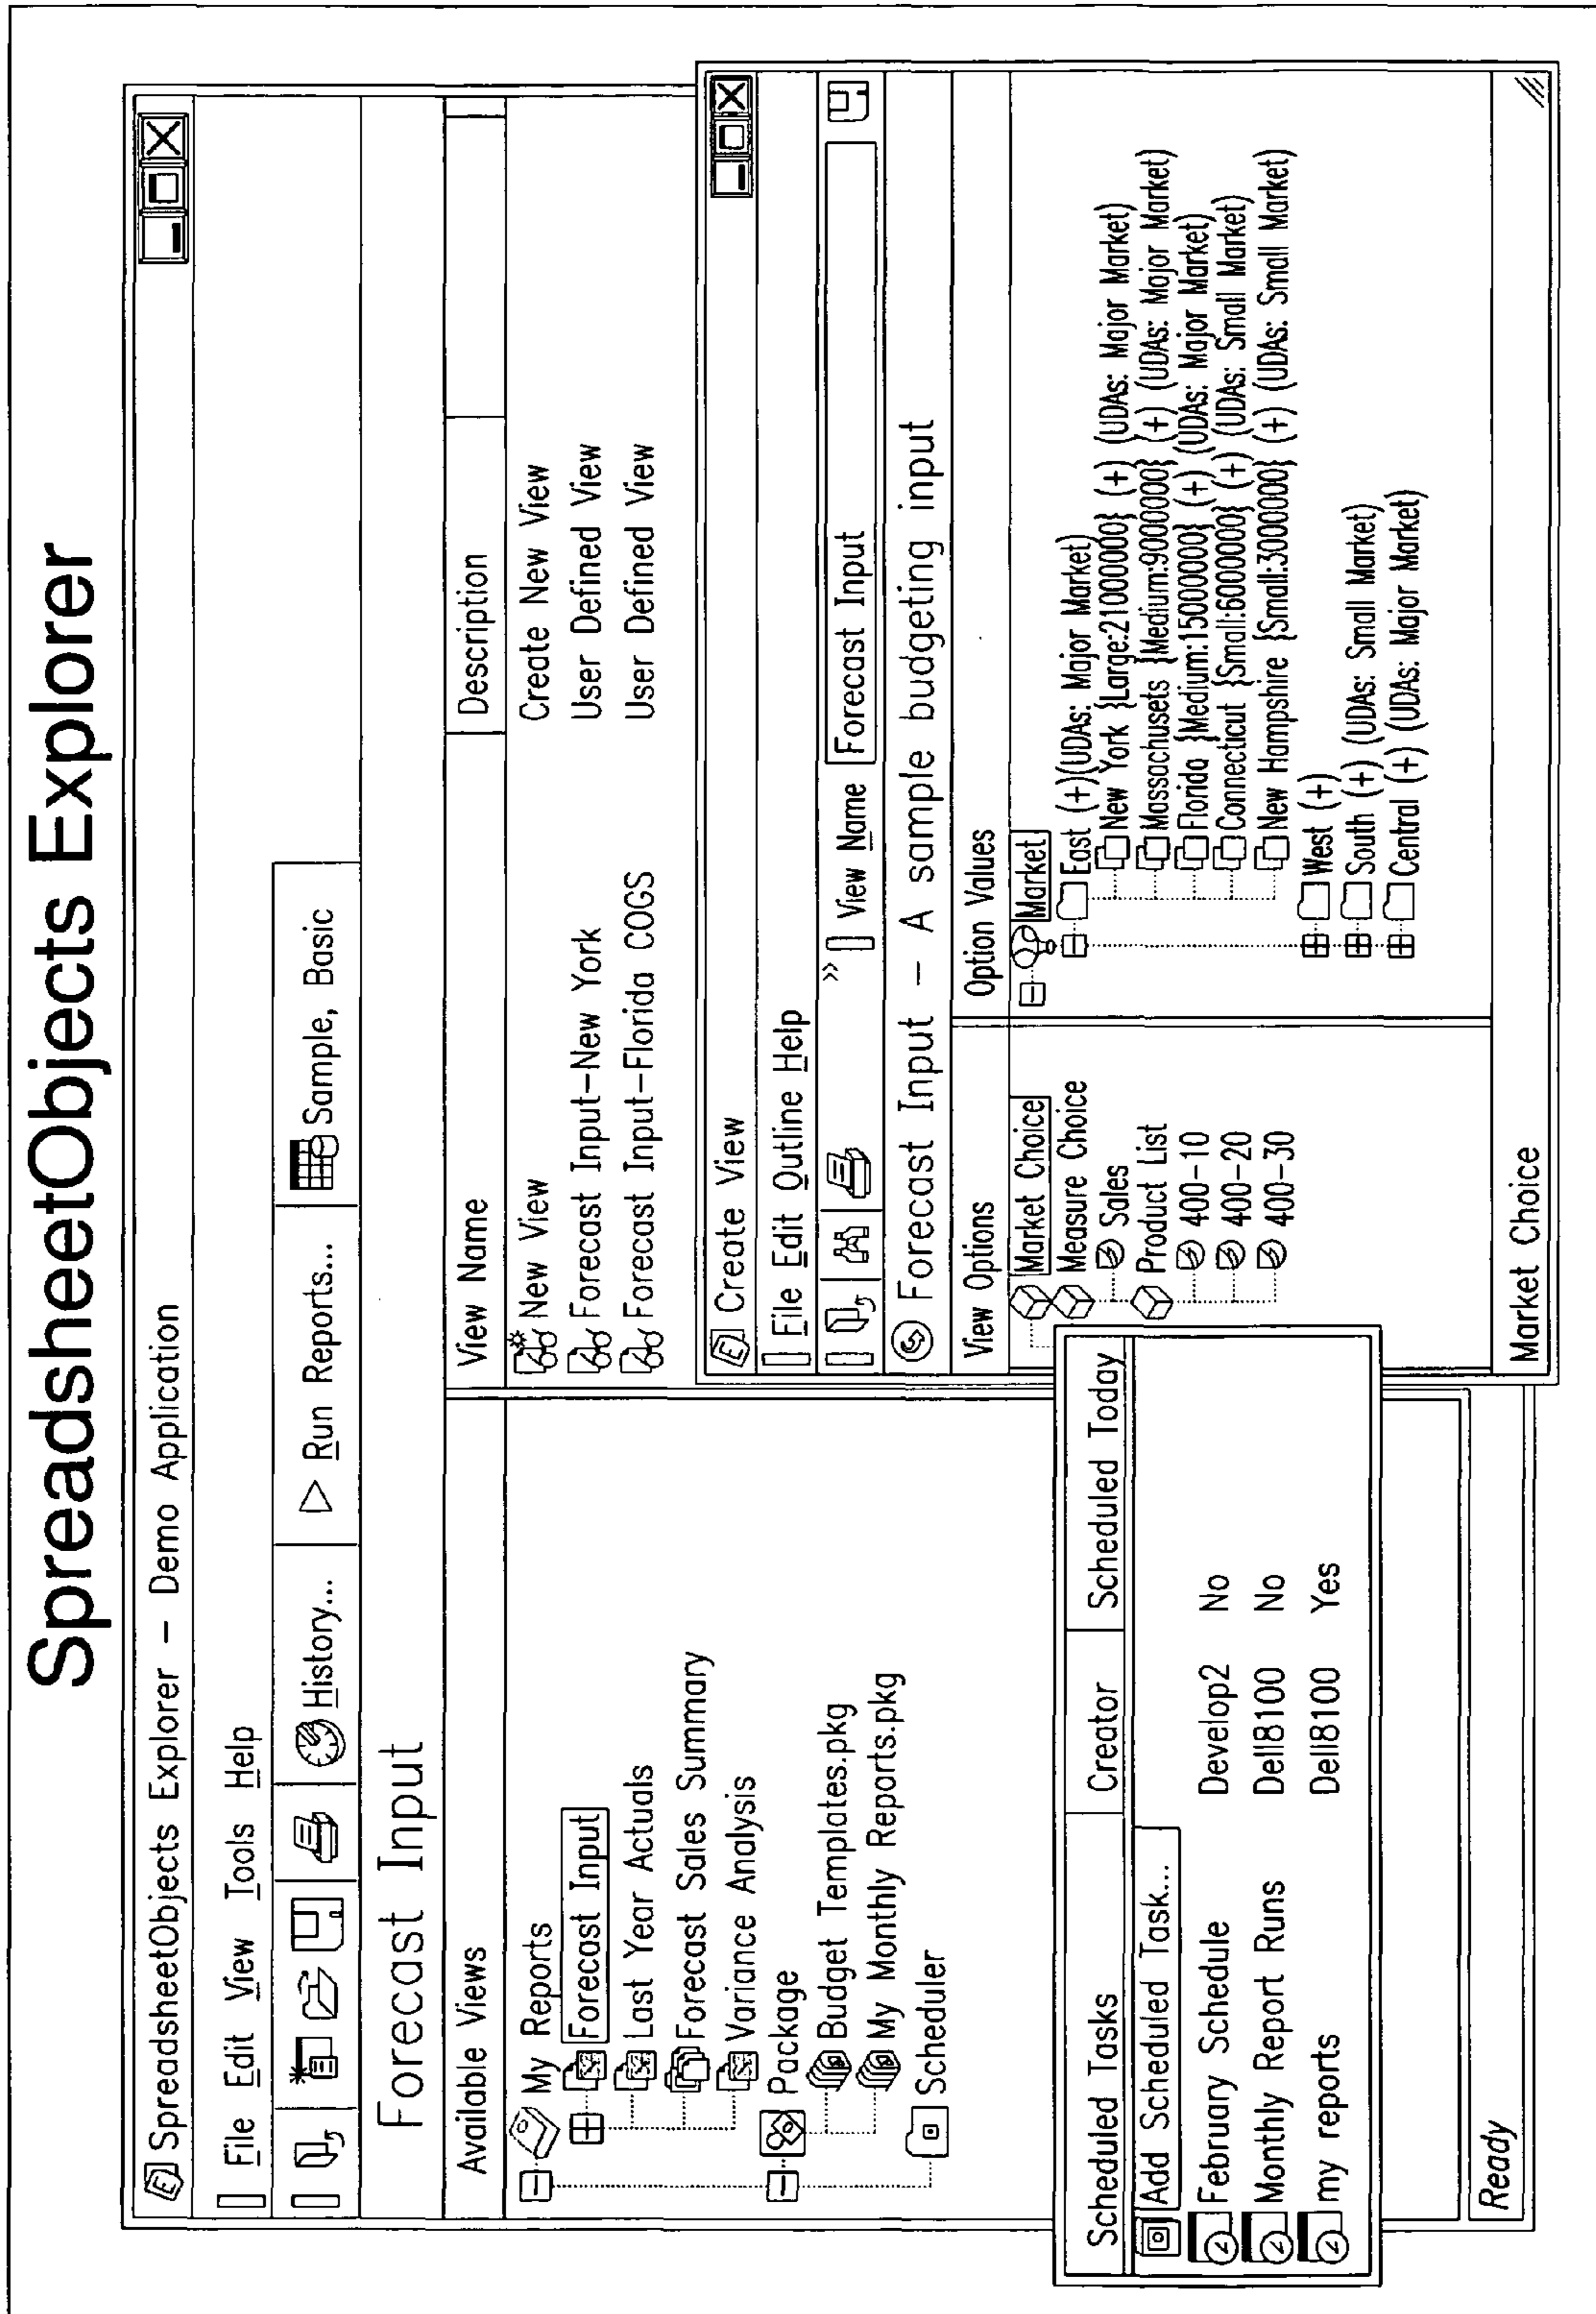 SpreadsheetObjects Explorer
SpreadsheetObjects Explorer – Demo Application
File Edit View Tools Help
History... Run Reports... Sample, Basic
Forecast Input
Available Views View Name Description
My Reports
Forecast Input
Last Year Actuals
Forecast Sales Summary
Variance Analysis
Package
Budget Templates.pkg
My Monthly Reports.pkg
Scheduler
New View Create New View
Forecast Input–New York User Defined View
Forecast Input–Florida COGS User Defined View
Create View
File Edit Outline Help
» View Name Forecast Input
Forecast Input – A sample budgeting input
View Options Option Values
Market Choice
Measure Choice
Sales
Product List
400–10
400–20
400–30
Market
East (+)(UDAs: Major Market)
New York {Large:21000000} (+) (UDAs: Major Market)
Massachusets {Medium:9000000} (+) (UDAs: Major Market)
Florida {Medium:15000000} (+) (UDAs: Major Market)
Connecticut {Small:6000000} (+) (UDAs: Small Market)
New Hampshire {Small:3000000} (+) (UDAs: Small Market)
West (+)
South (+) (UDAs: Small Market)
Central (+) (UDAs: Major Market)
Market Choice
Scheduled Tasks Creator Scheduled Today
Add Scheduled Task...
February Schedule Develop2 No
Monthly Report Runs Dell8100 No
my reports Dell8100 Yes
Ready